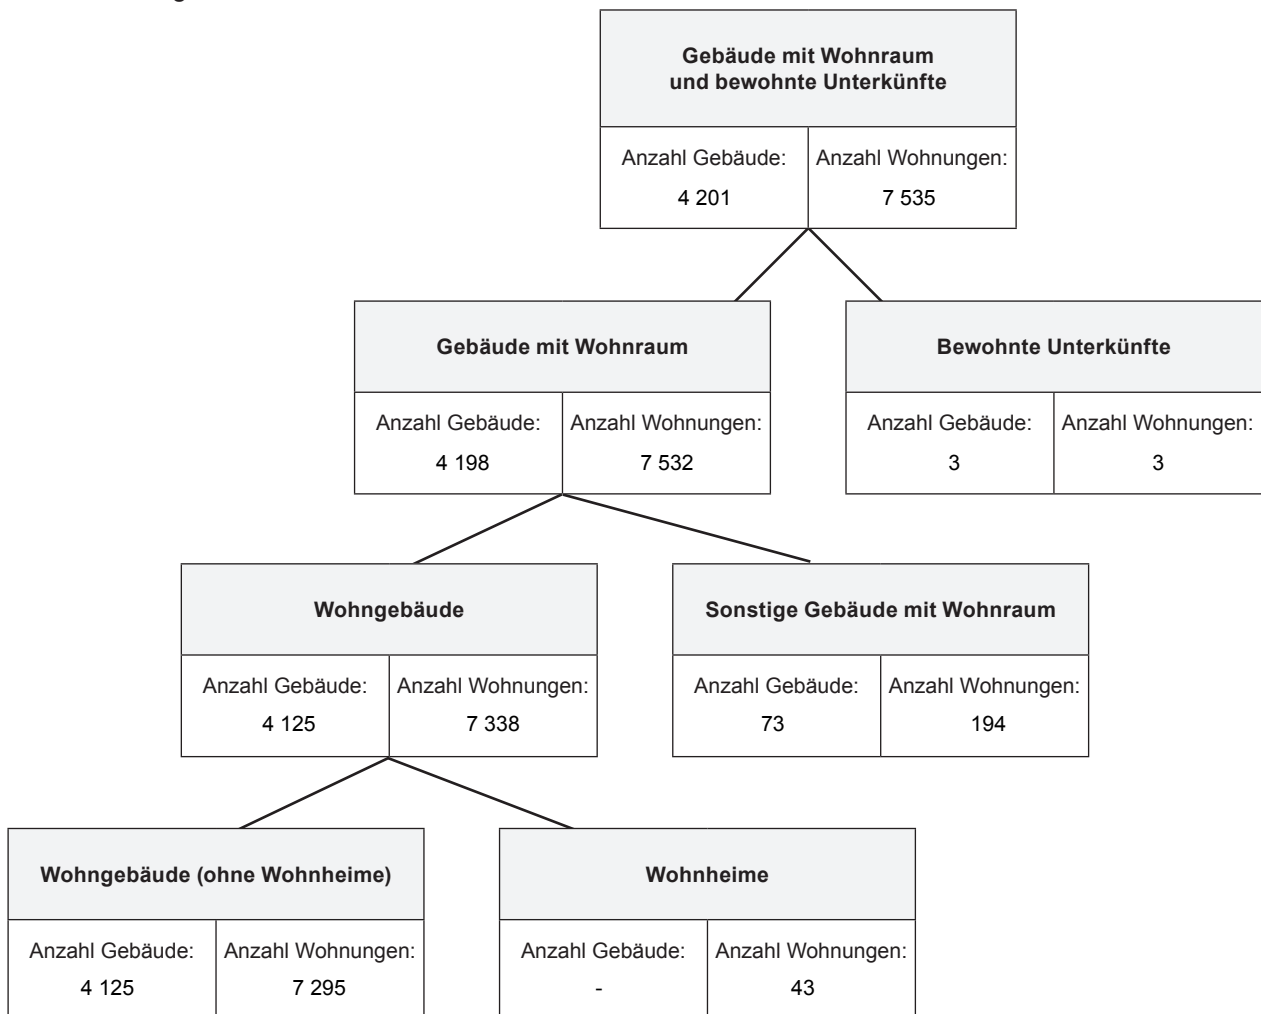 Gebäude mit Wohnraum
und bewohnte Unterkünfte
Anzahl Gebäude: Anzahl Wohnungen:
4 201 7 535
Gebäude mit Wohnraum
Anzahl Gebäude: Anzahl Wohnungen:
4 198 7 532
Bewohnte Unterkünfte
Anzahl Gebäude: Anzahl Wohnungen:
3 3
Wohngebäude
Anzahl Gebäude: Anzahl Wohnungen:
4 125 7 338
Sonstige Gebäude mit Wohnraum
Anzahl Gebäude: Anzahl Wohnungen:
73 194
Wohngebäude (ohne Wohnheime)
Anzahl Gebäude: Anzahl Wohnungen:
4 125 7 295
Wohnheime
Anzahl Gebäude: Anzahl Wohnungen:
- 43